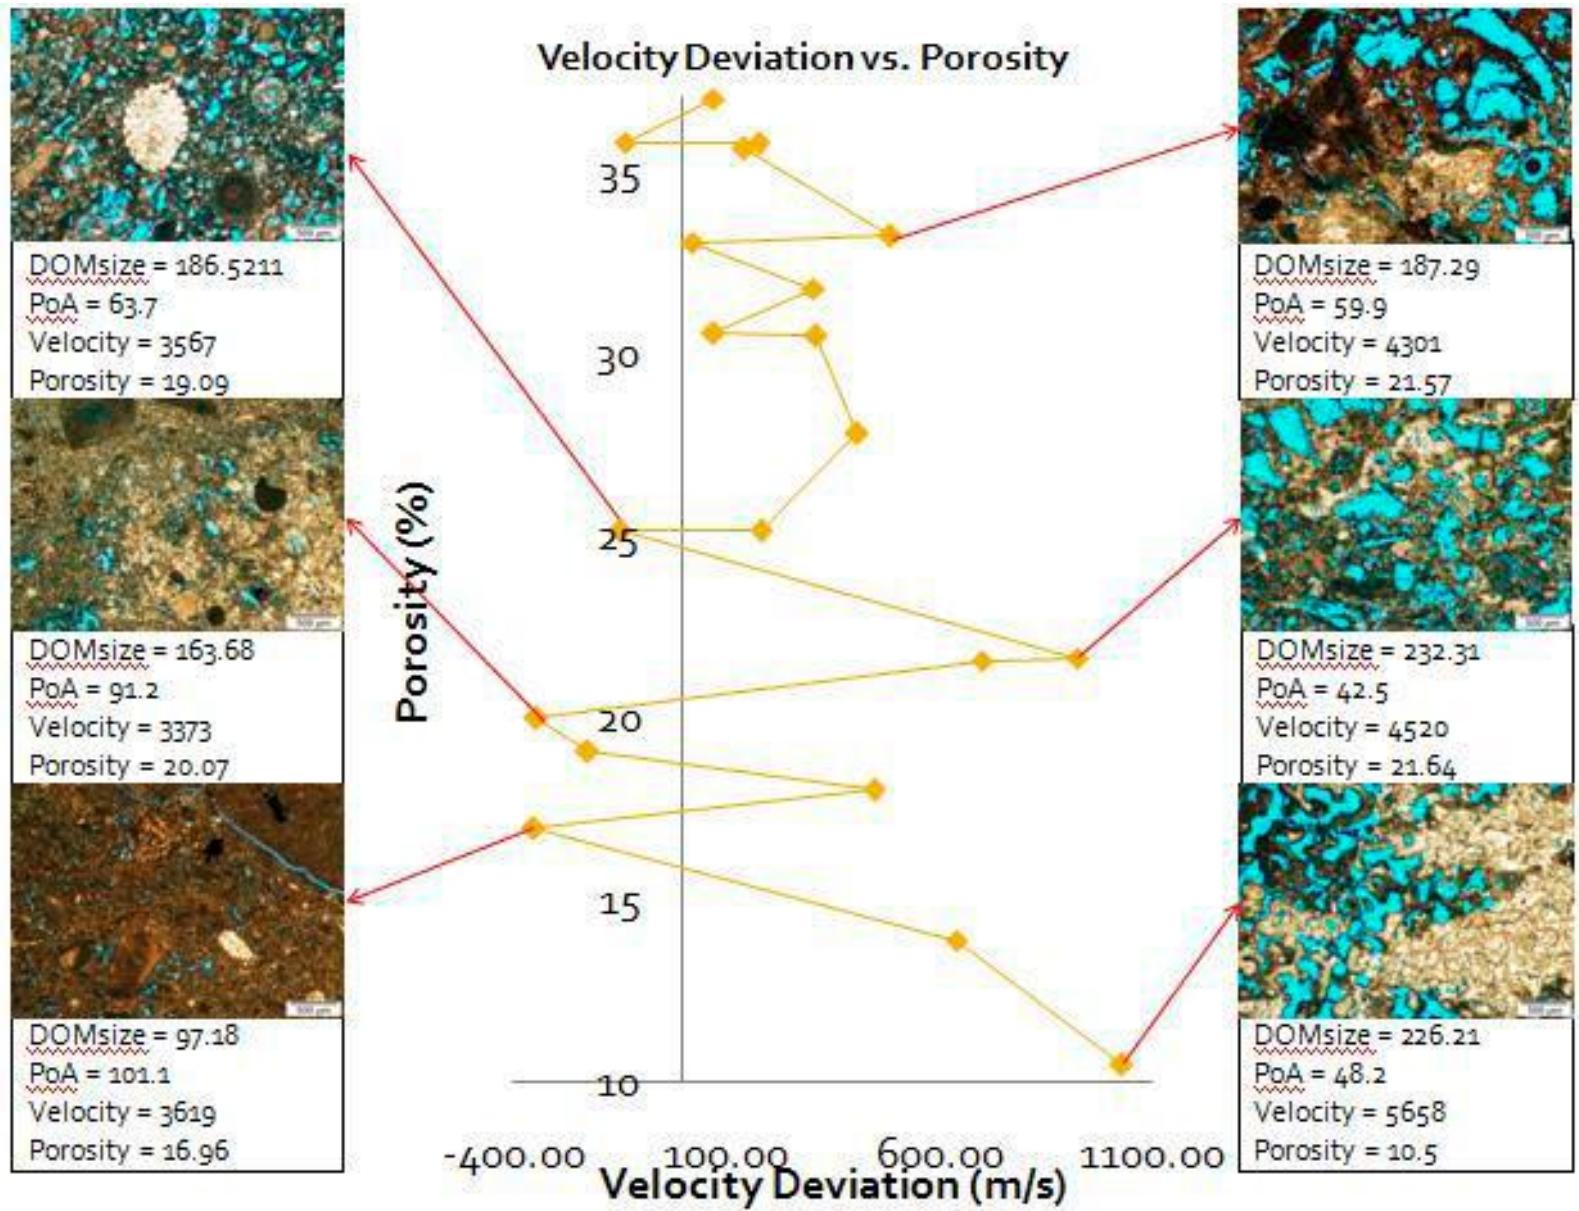 Velocity Deviation vs. Porosity
DOMsize = 186.5211
PoA = 63.7
Velocity = 3567
Porosity = 19.09
DOMsize = 163.68
PoA = 91.2
Velocity = 3373
Porosity = 20.07
DOMsize = 97.18
PoA = 101.1
Velocity = 3619
Porosity = 16.96
Porosity (%)
35
30
25
20
15
10
-400.00 100.00 600.00 1100.00
Velocity Deviation (m/s)
DOMsize = 187.29
PoA = 59.9
Velocity = 4301
Porosity = 21.57
DOMsize = 232.31
PoA = 42.5
Velocity = 4520
Porosity = 21.64
DOMsize = 226.21
PoA = 48.2
Velocity = 5658
Porosity = 10.5